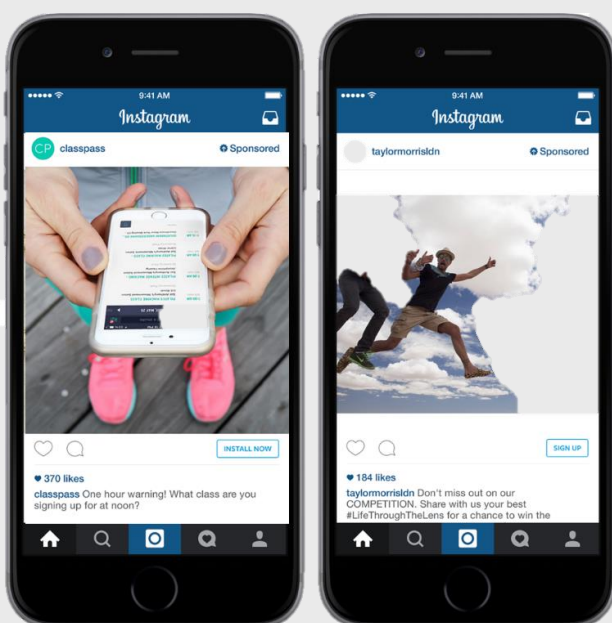 9:41 AM
Instagram
CP classpass Sponsored
INSTALL NOW
370 likes
classpass One hour warning! What class are you
signing up for at noon?
9:41 AM
Instagram
taylormorrisldn Sponsored
SIGN UP
184 likes
taylormorrisldn Don't miss out on our
COMPETITION. Share with us your best
#LifeThroughTheLens for a chance to win the